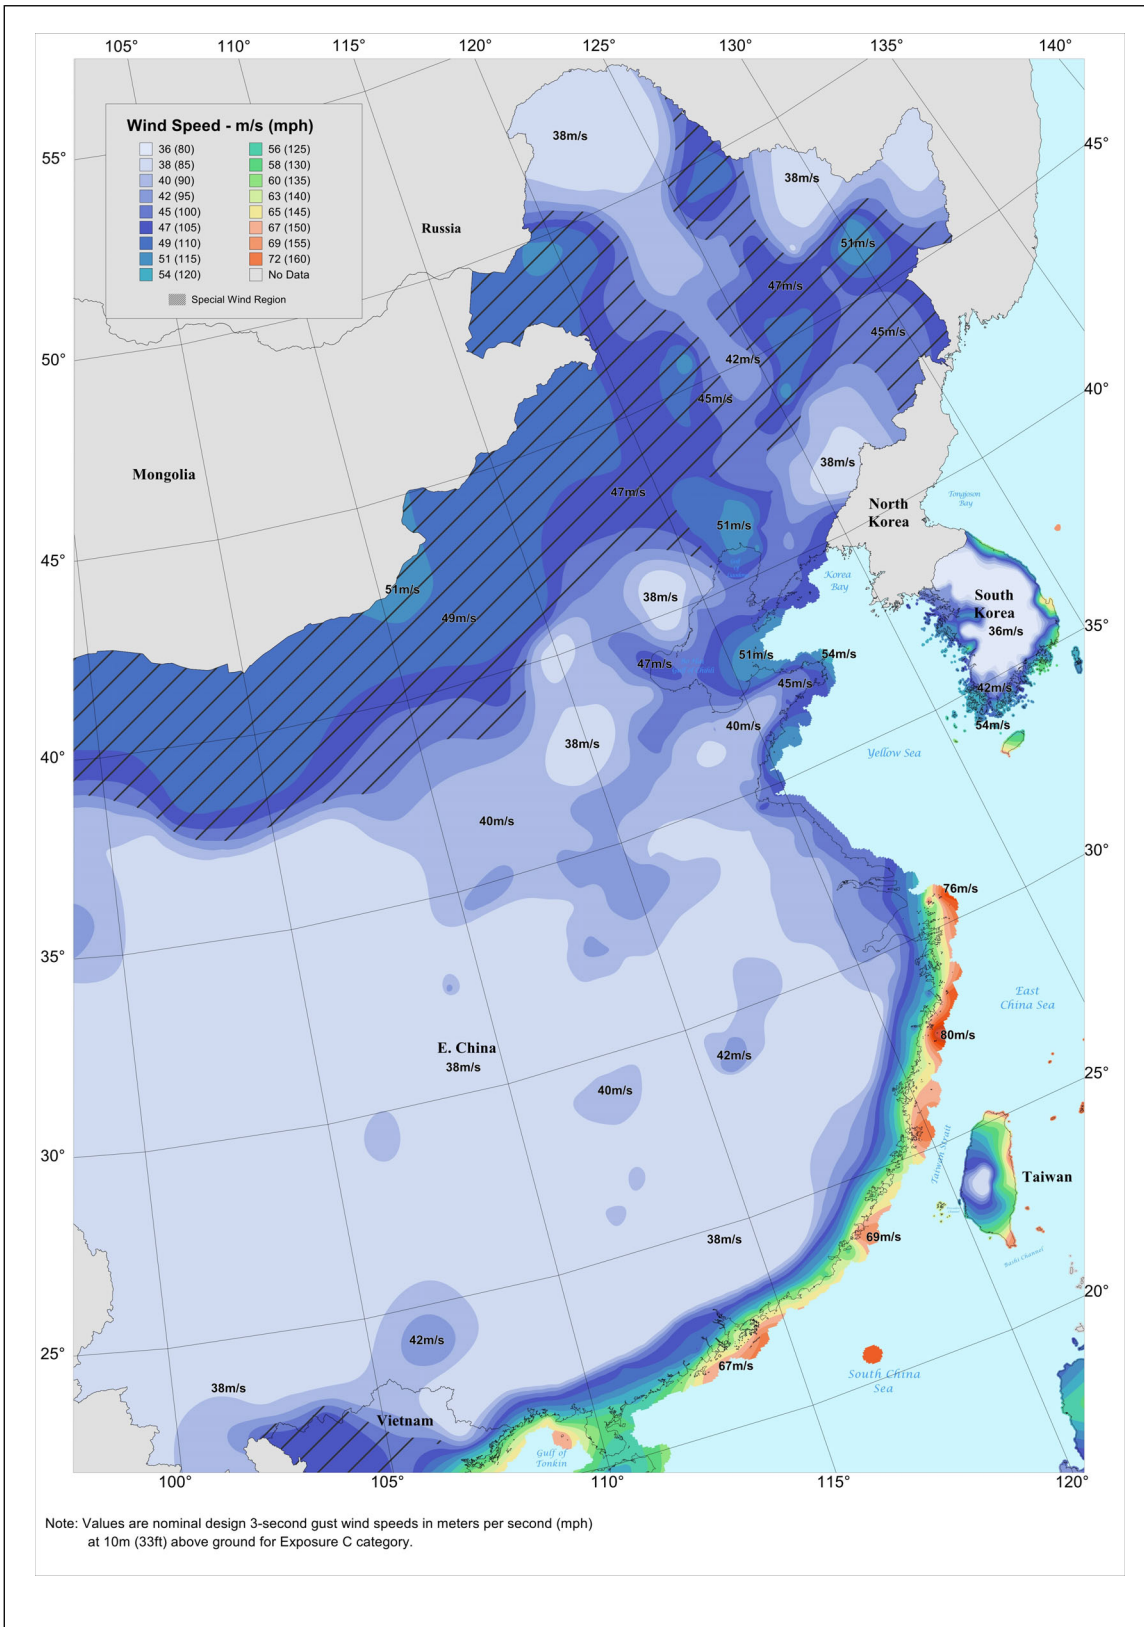 105°
110°
115°
120°
125°
130°
135°
140°
Wind Speed - m/s (mph)
36 (80)
38 (85)
40 (90)
42 (95)
45 (100)
47 (105)
49 (110)
51 (115)
54 (120)
56 (125)
58 (130)
60 (135)
63 (140)
65 (145)
67 (150)
69 (155)
72 (160)
No Data
Special Wind Region
38m/s
45°
55°
38m/s
Russia
51m/s
47m/s
45m/s
50°
42m/s
40°
45m/s
38m/s
Mongolia
47m/s
Tongjoson
Bay
North
Korea
51m/s
45°
Korea
Bay
51m/s
38m/s
South
Korea
36m/s
35°
49m/s
51m/s
54m/s
47m/s
45m/s
42m/s
54m/s
40m/s
38m/s
Yellow Sea
40°
40m/s
30°
76m/s
35°
East
China Sea
80m/s
E. China
38m/s
42m/s
25°
40m/s
30°
Taiwan Strait
Taiwan
38m/s
69m/s
Bashi Channel
20°
42m/s
25°
67m/s
South China
Sea
38m/s
Vietnam
Gulf of
Tonkin
100°
105°
110°
115°
120°
Note: Values are nominal design 3-second gust wind speeds in meters per second (mph)
at 10m (33ft) above ground for Exposure C category.